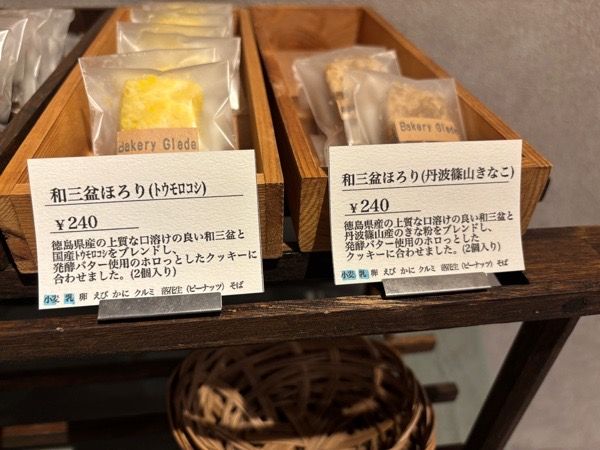 Bakery Glede
和三盆ほろり(トウモロコシ)
￥240
徳島県産の上質な口溶けの良い和三盆と
国産トウモロコシをブレンドし、
発酵バター使用のホロっとしたクッキーに
合わせました。(2個入り)
小麦 乳 卵 えび かに クルミ 落花生(ピーナッツ) そば
Bakery Glede
和三盆ほろり(丹波篠山きなこ)
￥240
徳島県産の上質な口溶けの良い和三盆と
丹波篠山産のきな粉をブレンドし、
発酵バター使用のホロっとした
クッキーに合わせました。(2個入り)
小麦 乳 卵 えび かに クルミ 落花生(ピーナッツ) そば